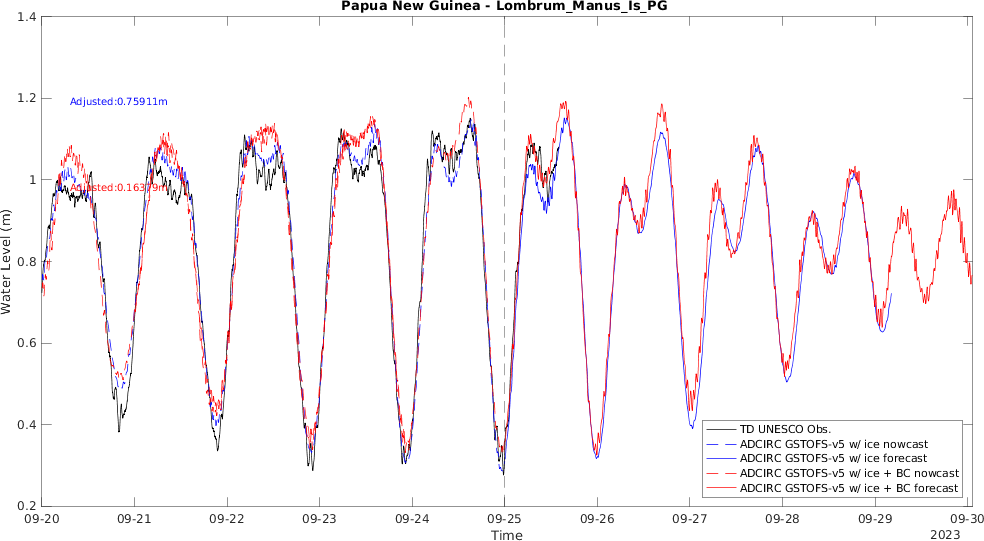 Papua New Guinea - Lombrum_Manus_Is_PG
1.4
1.2
1
0.8
0.6
0.4
0.2
Water Level (m)
Adjusted:0.75911m
Adjusted:0.16379m
TD UNESCO Obs.
ADCIRC GSTOFS-v5 w/ ice nowcast
ADCIRC GSTOFS-v5 w/ ice forecast
ADCIRC GSTOFS-v5 w/ ice + BC nowcast
ADCIRC GSTOFS-v5 w/ ice + BC forecast
09-20 09-21 09-22 09-23 09-24 09-25 09-26 09-27 09-28 09-29 09-30
Time
2023